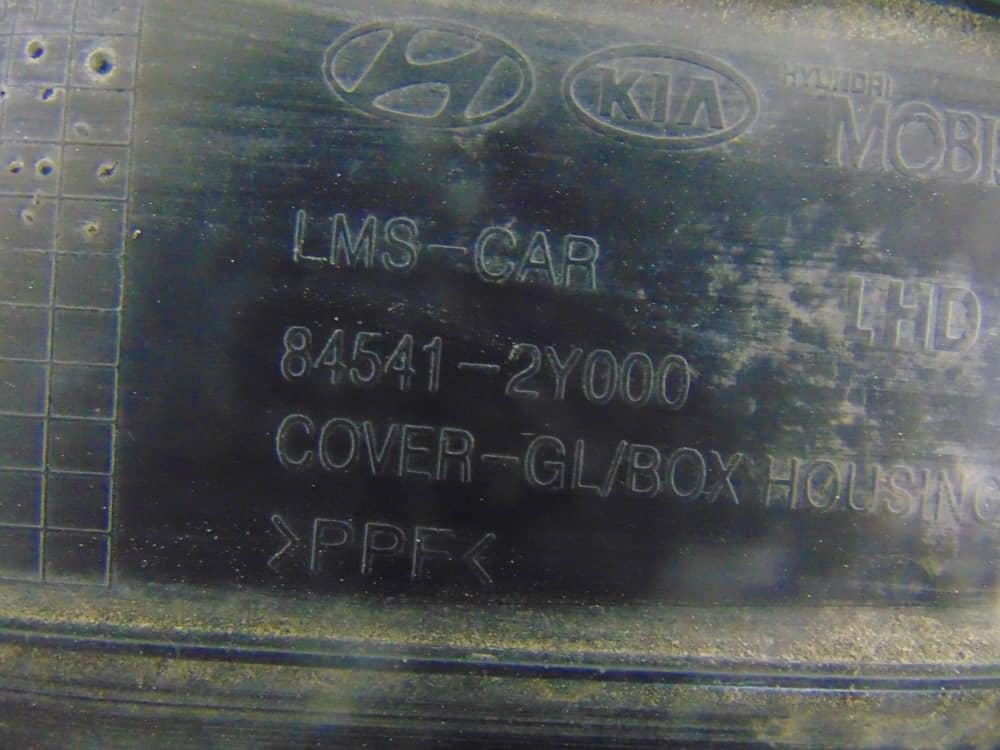 KIA
HYUNDAI
MOBI
LMS-CAR
LHD
84541-2Y000
COVER-GL/BOX HOUSING
>PPF<